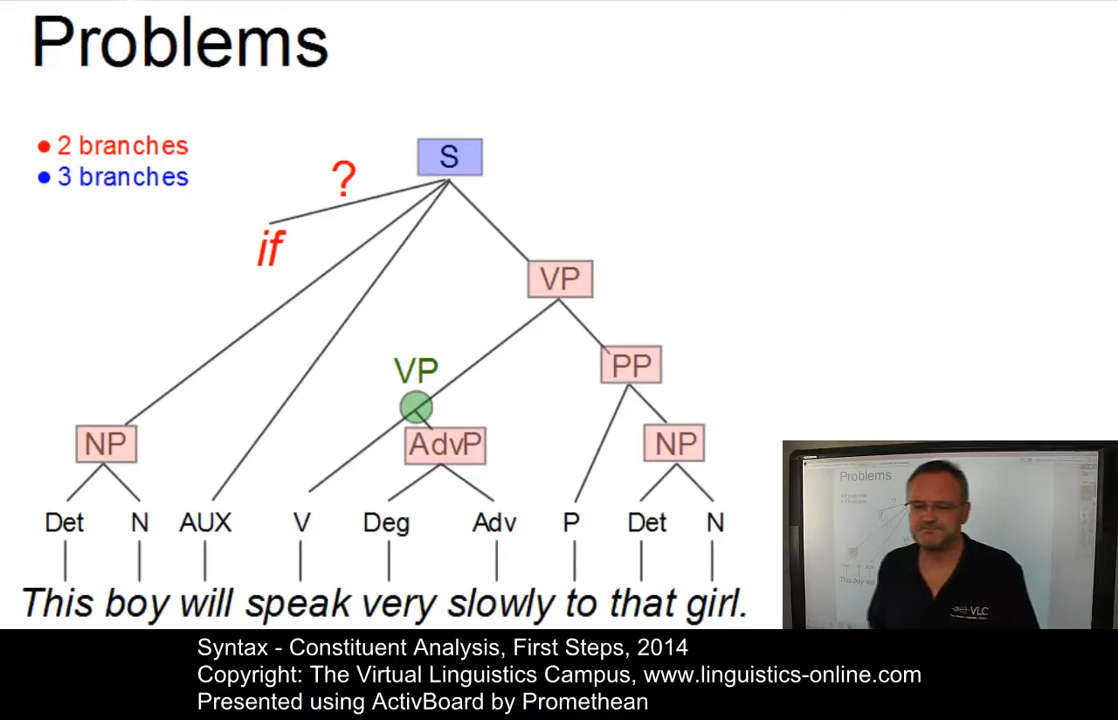 Problems
• 2 branches
• 3 branches
S
?
if
VP
VP
PP
NP
AdvP
NP
Det N AUX V Deg Adv P Det N
This boy will speak very slowly to that girl.
Problems
VLC
Syntax - Constituent Analysis, First Steps, 2014
Copyright: The Virtual Linguistics Campus, www.linguistics-online.com
Presented using ActivBoard by Promethean